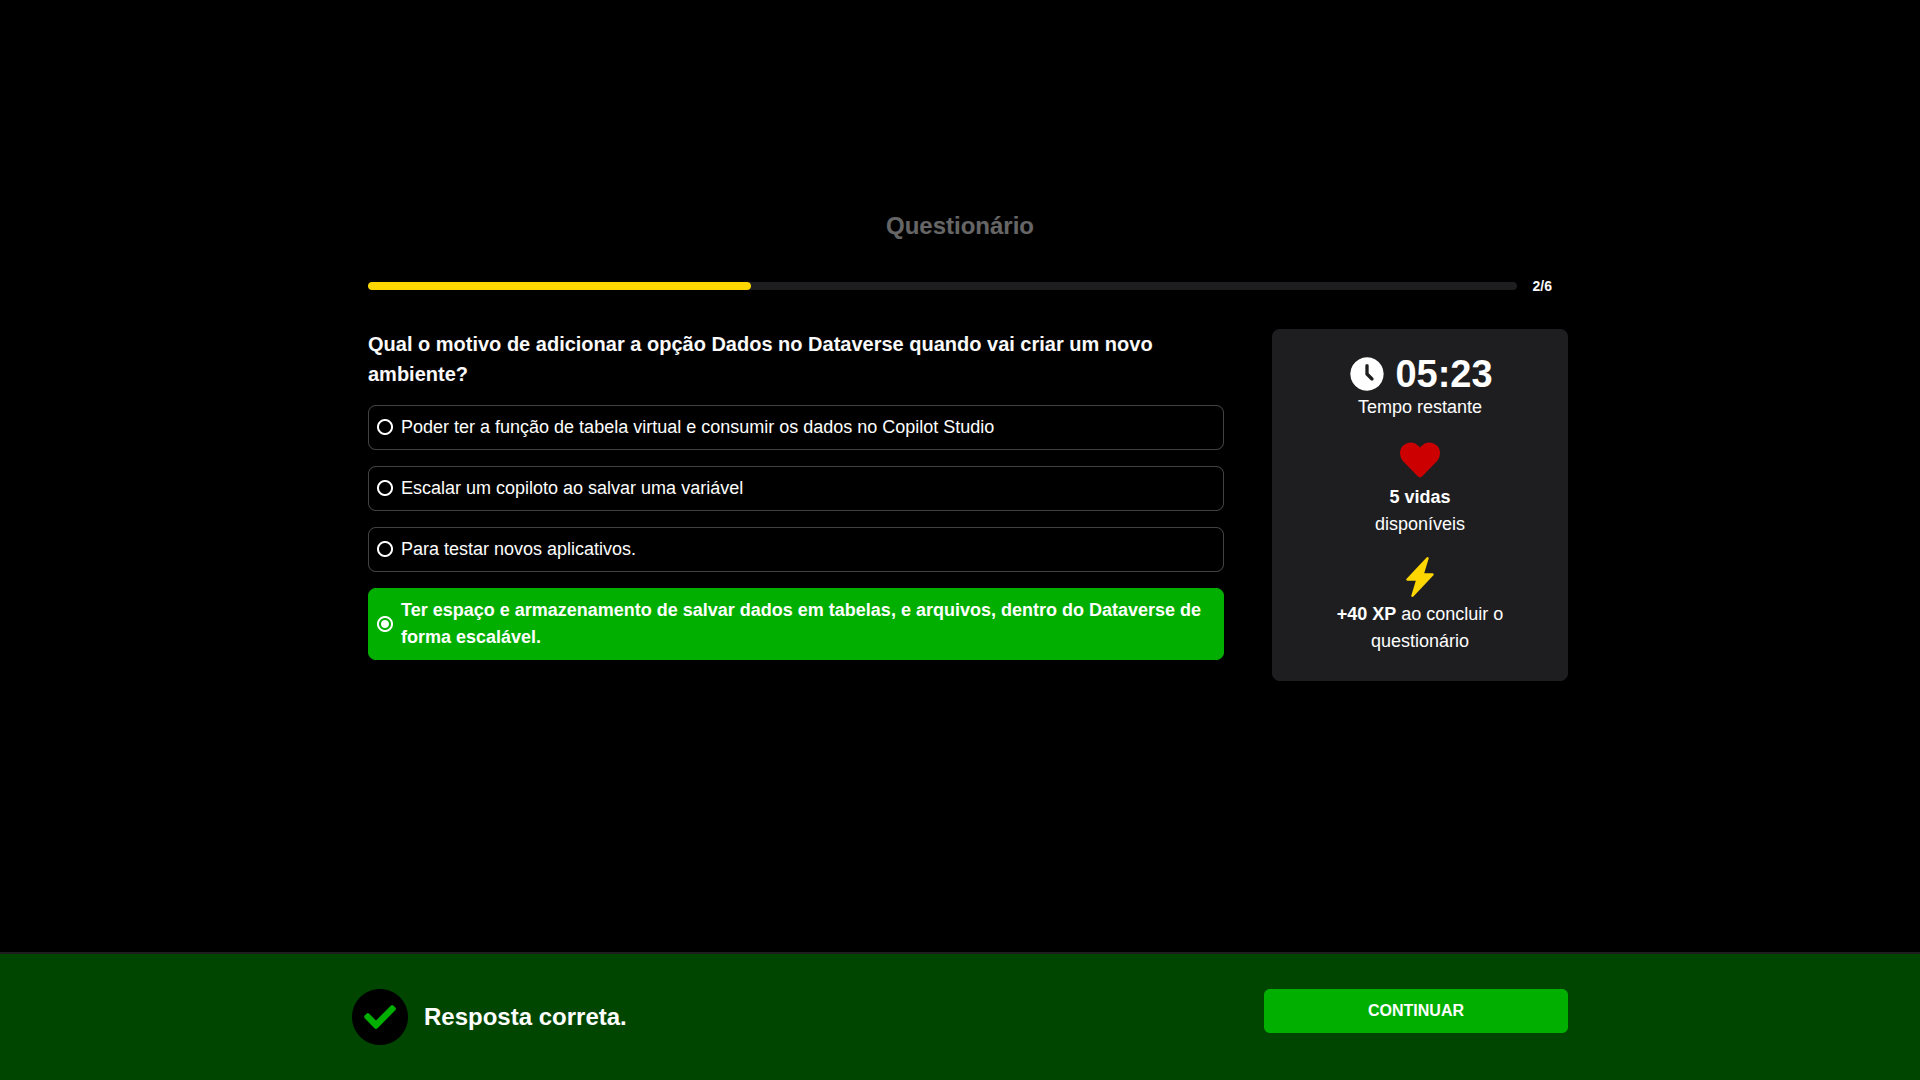 Questionário
2/6
Qual o motivo de adicionar a opção Dados no Dataverse quando vai criar um novo
ambiente?
Poder ter a função de tabela virtual e consumir os dados no Copilot Studio
Escalar um copiloto ao salvar uma variável
Para testar novos aplicativos.
Ter espaço e armazenamento de salvar dados em tabelas, e arquivos, dentro do Dataverse de
forma escalável.
05:23
Tempo restante
5 vidas
disponíveis
+40 XP ao concluir o
questionário
Resposta correta.
CONTINUAR